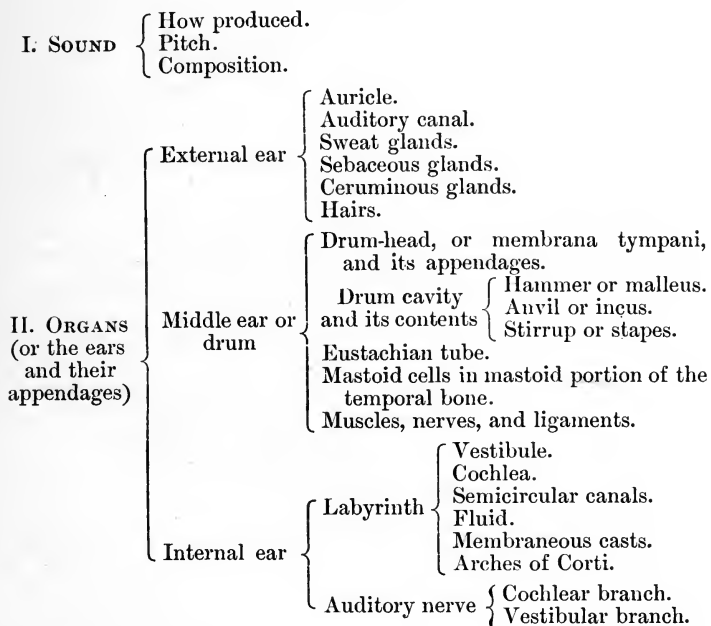 I. SOUND
How produced.
Pitch.
Composition.
II. ORGANS
(or the ears
and their
appendages)
External ear
Auricle.
Auditory canal.
Sweat glands.
Sebaceous glands.
Ceruminous glands.
Hairs.
Middle ear or
drum
Drum-head, or membrana tympani,
and its appendages.
Drum cavity
and its contents
Hammer or malleus.
Anvil or incus.
Stirrup or stapes.
Eustachian tube.
Mastoid cells in mastoid portion of the
temporal bone.
Muscles, nerves, and ligaments.
Internal ear
Labyrinth
Vestibule.
Cochlea.
Semicircular canals.
Fluid.
Membraneous casts.
Arches of Corti.
Auditory nerve
Cochlear branch.
Vestibular branch.